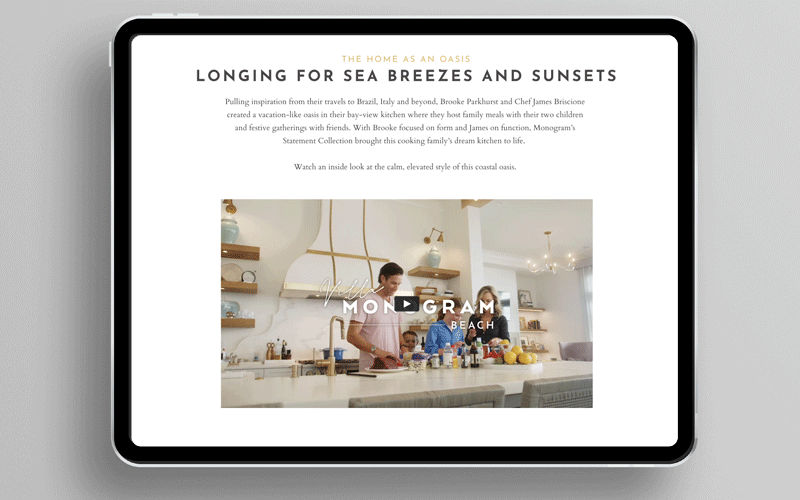 THE HOME AS AN OASIS
LONGING FOR SEA BREEZES AND SUNSETS
Pulling inspiration from their travels to Brazil, Italy and beyond, Brooke Parkhurst and Chef James Briscione
created a vacation-like oasis in their bay-view kitchen where they host family meals with their two children
and festive gatherings with friends. With Brooke focused on form and James on function, Monogram's
Statement Collection brought this cooking family's dream kitchen to life.
Watch an inside look at the calm, elevated style of this coastal oasis.
Villa
MONOGRAM
BEACH